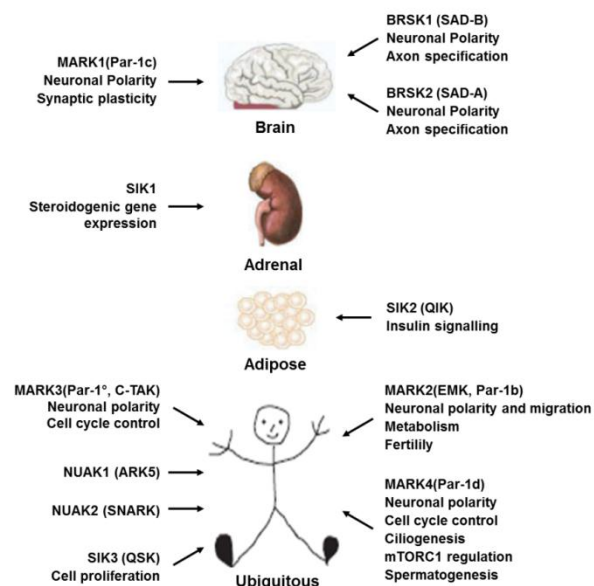 BRSK1 (SAD-B)
Neuronal Polarity
Axon specification
MARK1(Par-1c)
Neuronal Polarity
Synaptic plasticity
BRSK2 (SAD-A)
Neuronal Polarity
Axon specification
Brain
SIK1
Steroidogenic gene
expression
Adrenal
SIK2 (QIK)
Insulin signalling
Adipose
MARK3(Par-1°, C-TAK)
Neuronal polarity
Cell cycle control
MARK2(EMK, Par-1b)
Neuronal polarity and migration
Metabolism
Fertilily
NUAK1 (ARK5)
NUAK2 (SNARK)
MARK4(Par-1d)
Neuronal polarity
Cell cycle control
Ciliogenesis
mTORC1 regulation
Spermatogenesis
SIK3 (QSK)
Cell proliferation
Ubiquitous